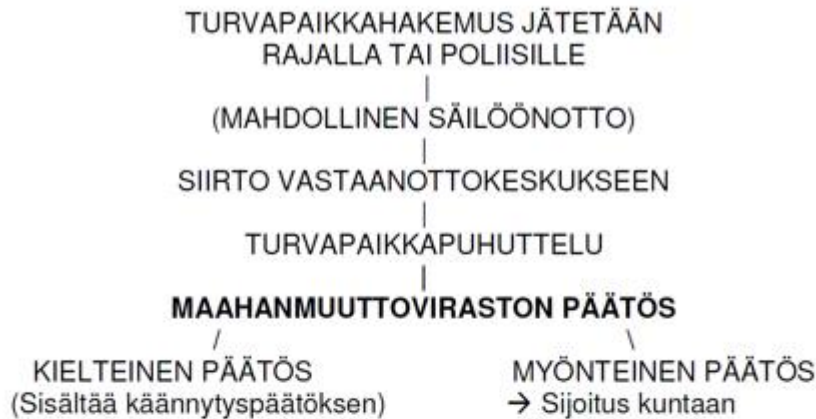 TURVAPAIKKAHAKEMUS JÄTETÄÄN
RAJALLA TAI POLIISILLE
|
(MAHDOLLINEN SÄILÖÖNOTTO)
|
SIIRTO VASTAANOTTOKESKUKSEEN
|
TURVAPAIKKAPUHUTTELU
|
MAAHANMUUTTOVIRASTON PÄÄTÖS
/ \
KIELTEINEN PÄÄTÖS MYÖNTEINEN PÄÄTÖS
(Sisältää käännytyspäätöksen) → Sijoitus kuntaan